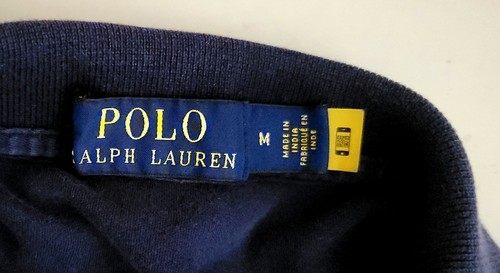 POLO
RALPH LAUREN
M
MADE IN
INDIA
FABRIQUÉ EN
INDE